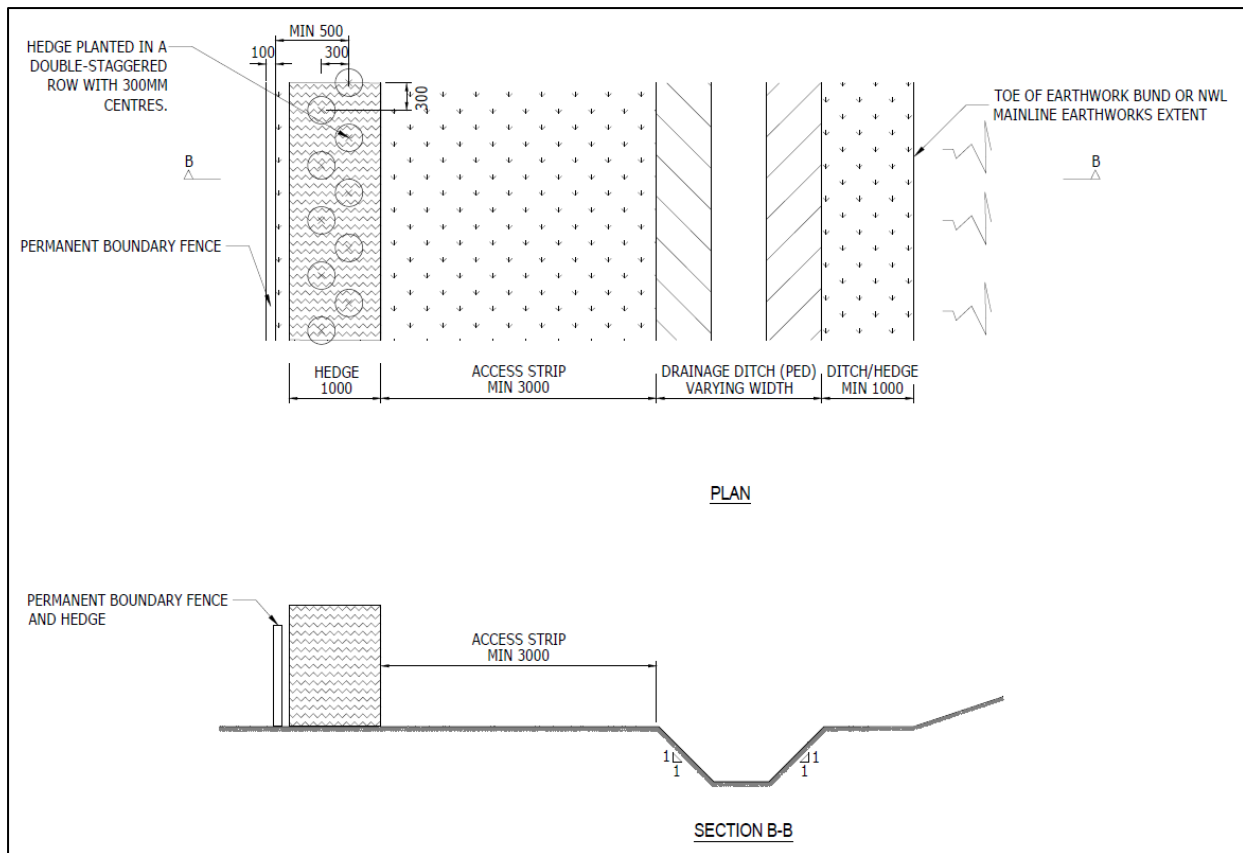 MIN 500
100
300
HEDGE PLANTED IN A
DOUBLE-STAGGERED
ROW WITH 300MM
CENTRES.
300
TOE OF EARTHWORK BUND OR NWL
MAINLINE EARTHWORKS EXTENT
B
B
PERMANENT BOUNDARY FENCE
HEDGE
1000
ACCESS STRIP
MIN 3000
DRAINAGE DITCH (PED)
VARYING WIDTH
DITCH/HEDGE
MIN 1000
PLAN
PERMANENT BOUNDARY FENCE
AND HEDGE
ACCESS STRIP
MIN 3000
1
1
1
1
SECTION B-B